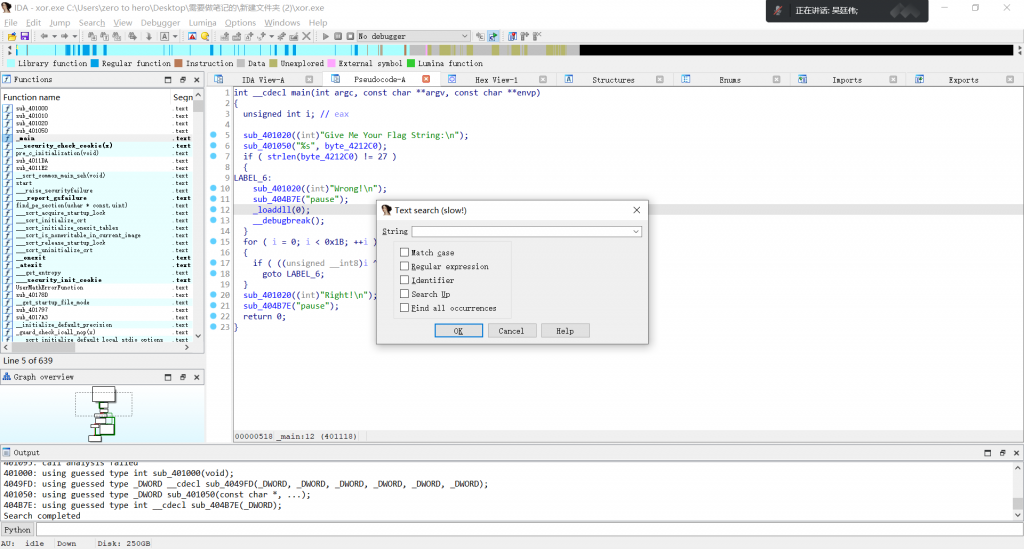 IDA - xor.exe C:\Users\zero to hero\Desktop\需要做笔记的\新建文件夹 (2)\xor.exe
正在讲话: 吴廷伟;
File Edit Jump Search View Debugger Lumina Options Windows Help
No debugger
Library function Regular function Instruction Data Unexplored External symbol Lumina function
Functions
IDA View-A Pseudocode-A Hex View-1 Structures Enums Imports Exports
Function name Segn
sub_401000 .text
sub_401010 .text
sub_401020 .text
sub_401050 .text
_main .text
__security_check_cookie(x) .text
pre_c_initialization(void) .text
sub_4011DA .text
sub_4011E2 .text
__scrt_common_main_seh(void) .text
start .text
___raise_securityfailure .text
___report_gsfailure .text
find_pe_section(uchar * const,uint) .text
___scrt_acquire_startup_lock .text
___scrt_initialize_crt .text
___scrt_initialize_onexit_tables .text
___scrt_is_nonwritable_in_current_image .text
___scrt_release_startup_lock .text
___scrt_uninitialize_crt .text
__onexit .text
_atexit .text
___get_entropy .text
___security_init_cookie .text
UserMathErrorFunction .text
sub_40178D .text
__get_startup_file_mode .text
sub_401797 .text
sub_4017A3 .text
__initialize_default_precision .text
_guard_check_icall_nop(x) .text
__scrt_initialize_default_local_stdio_options .text
Line 5 of 639
Graph overview
1 int __cdecl main(int argc, const char **argv, const char **envp)
2 {
3 unsigned int i; // eax
4
5 sub_401020((int)"Give Me Your Flag String:\n");
6 sub_401050("%s", byte_4212C0);
7 if ( strlen(byte_4212C0) != 27 )
8 {
9 LABEL_6:
10 sub_401020((int)"Wrong!\n");
11 sub_404B7E("pause");
12 _loaddll(0);
13 __debugbreak();
14 }
15 for ( i = 0; i < 0x1B; ++i )
16 {
17 if ( ((unsigned __int8)i ^
18 goto LABEL_6;
19 }
20 sub_401020((int)"Right!\n");
21 sub_404B7E("pause");
22 return 0;
23 }
Text search (slow!)
String
Match case
Regular expression
Identifier
Search Up
Find all occurrences
OK Cancel Help
00000518 _main:12 (401118)
Output
401095: call analysis failed
401000: using guessed type int sub_401000(void);
4049FD: using guessed type _DWORD __cdecl sub_4049FD(_DWORD, _DWORD, _DWORD, _DWORD, _DWORD, _DWORD);
401050: using guessed type _DWORD sub_401050(const char *, ...);
404B7E: using guessed type int __cdecl sub_404B7E(_DWORD);
Search completed
Python
AU: idle Down Disk: 250GB